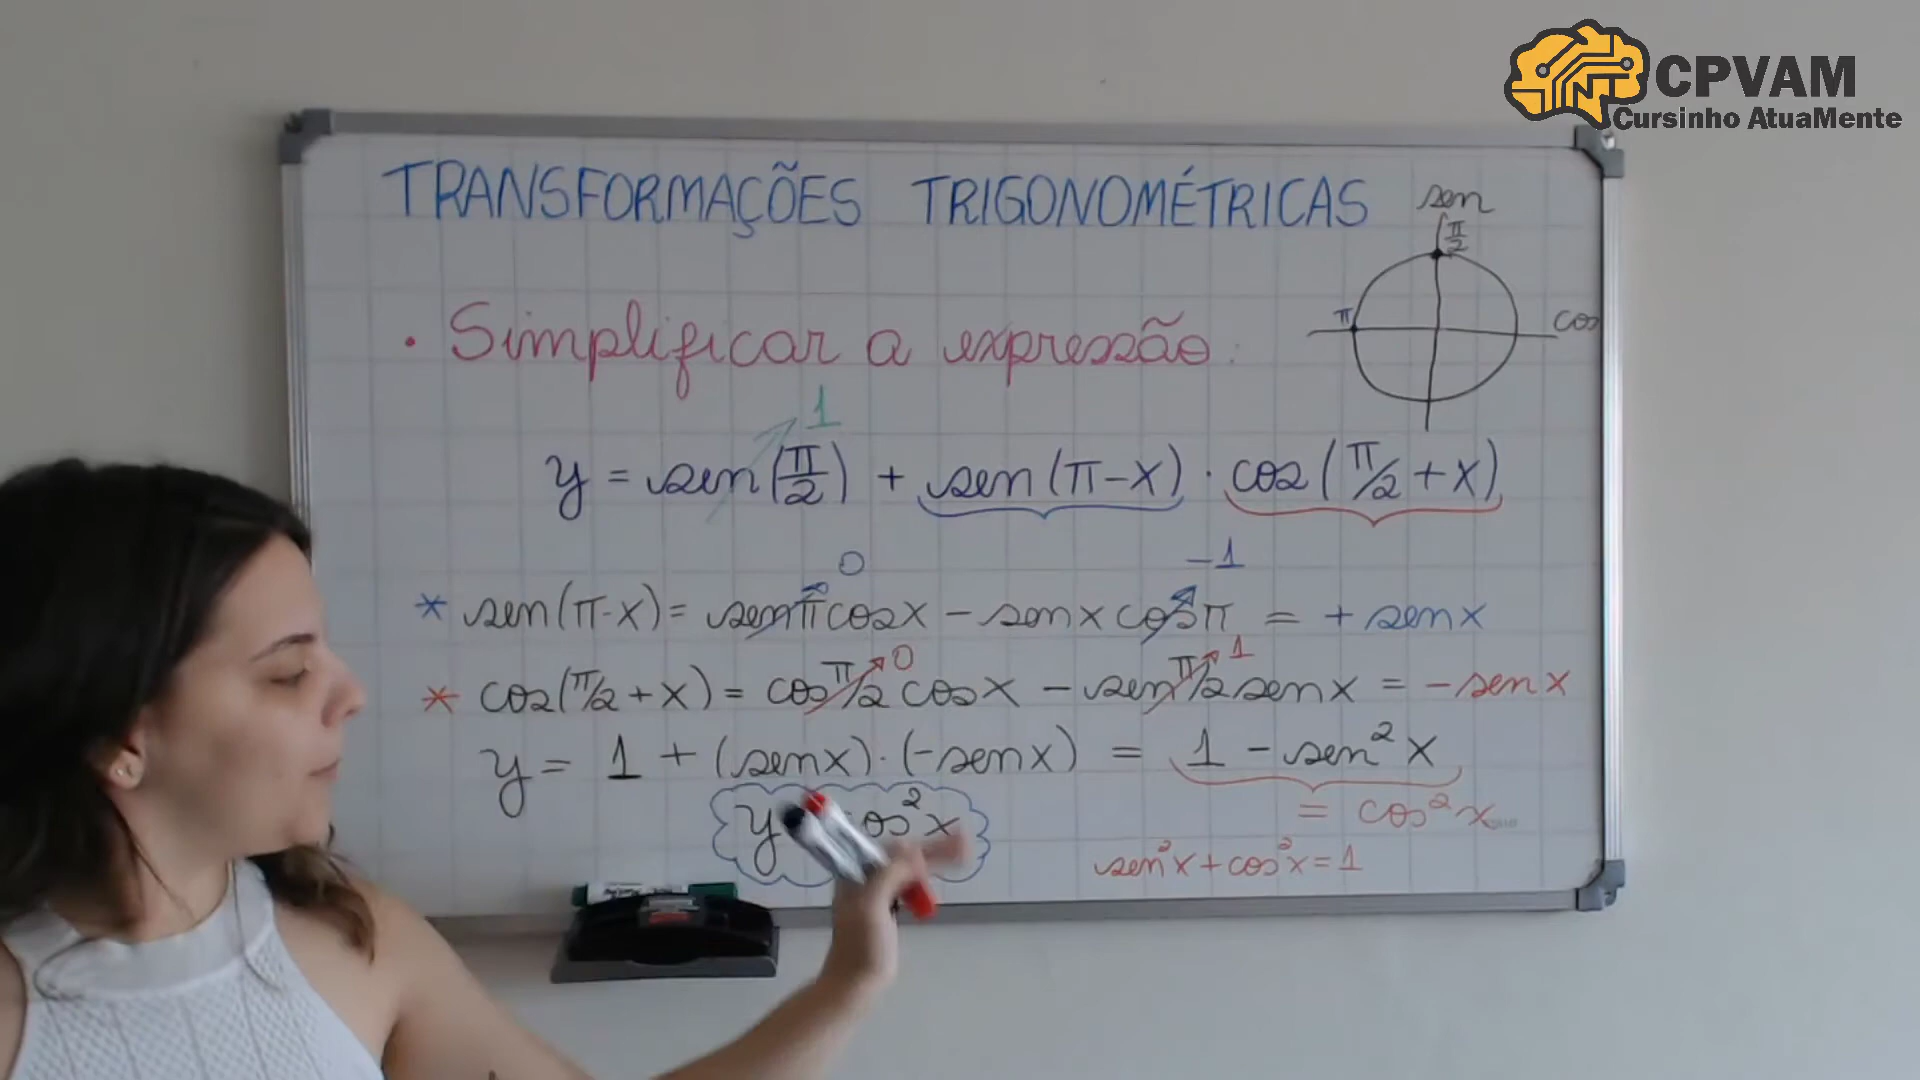 CPVAM
Cursinho AtuaMente
TRANSFORMAÇÕES TRIGONOMÉTRICAS
sen
π/2
π
cos
• Simplificar a expressão:
1
y = sen(π/2) + sen(π-x) · cos(π/2+x)
0 -1
* sen(π-x) = senπcosx - senx cosπ = + senx
0 1
* cos(π/2+x) = cosπ/2 cosx - senπ/2 senx = -senx
y = 1 + (senx)·(-senx) = 1 - sen²x
= cos²x
y cos²x
sen²x + cos²x = 1